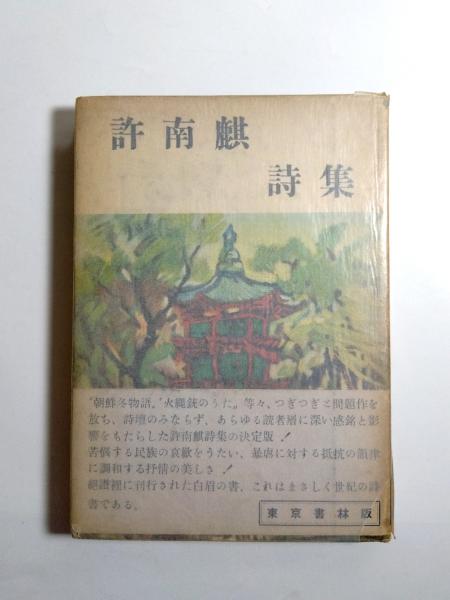 許南麒
詩集
"朝鮮冬物語。"火縄銃のうた〟等々、つぎつぎと問題作を
放ち、詩壇のみならず、あらゆる読者層に深い感銘と影
響をもたらした許南麒詩集の決定版!
苦悩する民族の哀歓をうたい、暴虐に対する抵抗の韻律
に調和する抒情の美しさ!
絕讃裡に刊行された白眉の書、これはまさしく世紀の詩
書である。
東京書林版